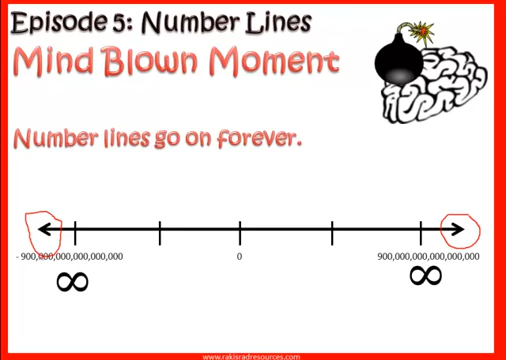 Episode 5: Number Lines
Mind Blown Moment
Number lines go on forever.
- 900,000,000,000,000,000 0 900,000,000,000,000,000
∞ ∞
www.rakisradresources.com